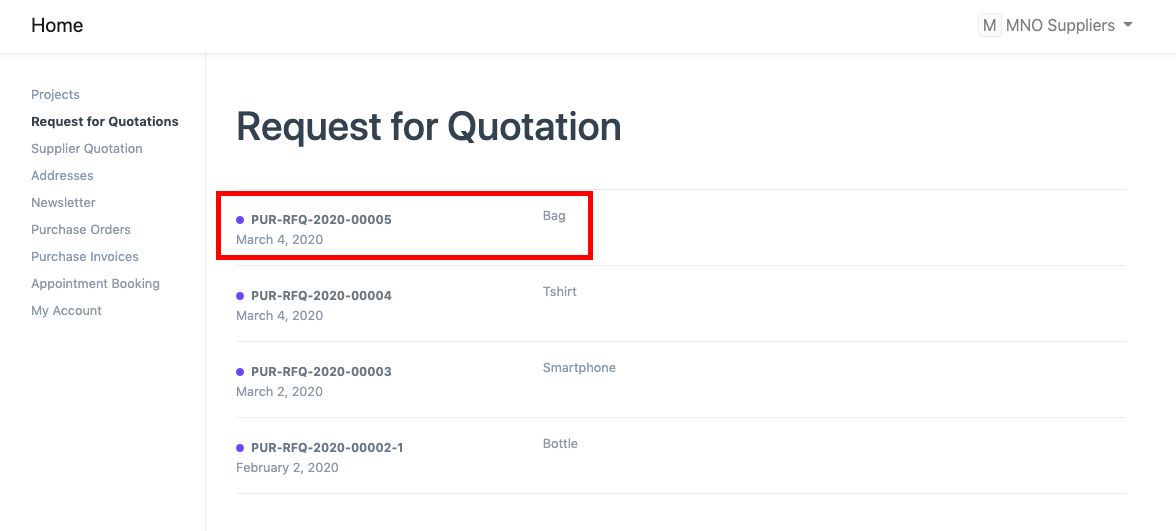 Home
M MNO Suppliers
Projects
Request for Quotations
Supplier Quotation
Addresses
Newsletter
Purchase Orders
Purchase Invoices
Appointment Booking
My Account
Request for Quotation
PUR-RFQ-2020-00005
Bag
March 4, 2020
PUR-RFQ-2020-00004
Tshirt
March 4, 2020
PUR-RFQ-2020-00003
Smartphone
March 2, 2020
PUR-RFQ-2020-00002-1
Bottle
February 2, 2020